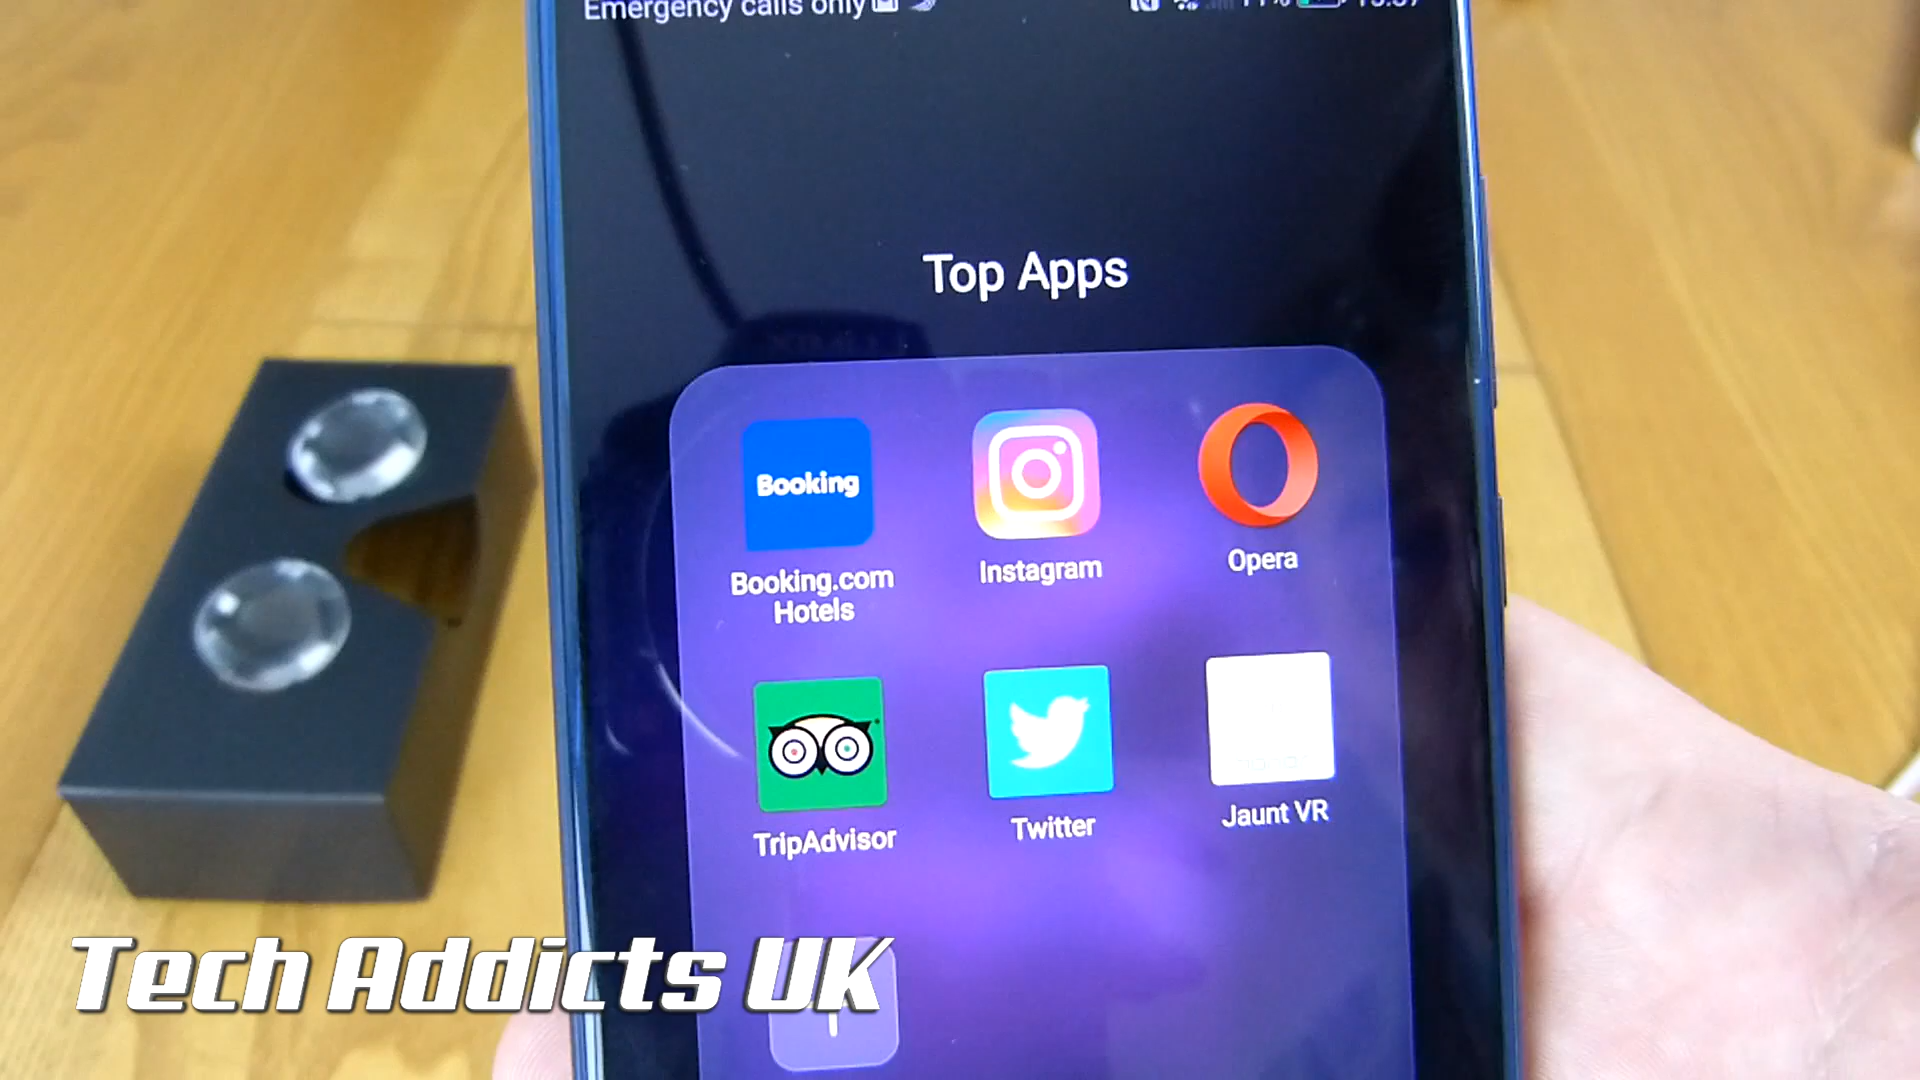 Emergency calls only
Top Apps
Booking
Booking.com
Hotels
Instagram
Opera
TripAdvisor
Twitter
Jaunt VR
Tech Addicts UK